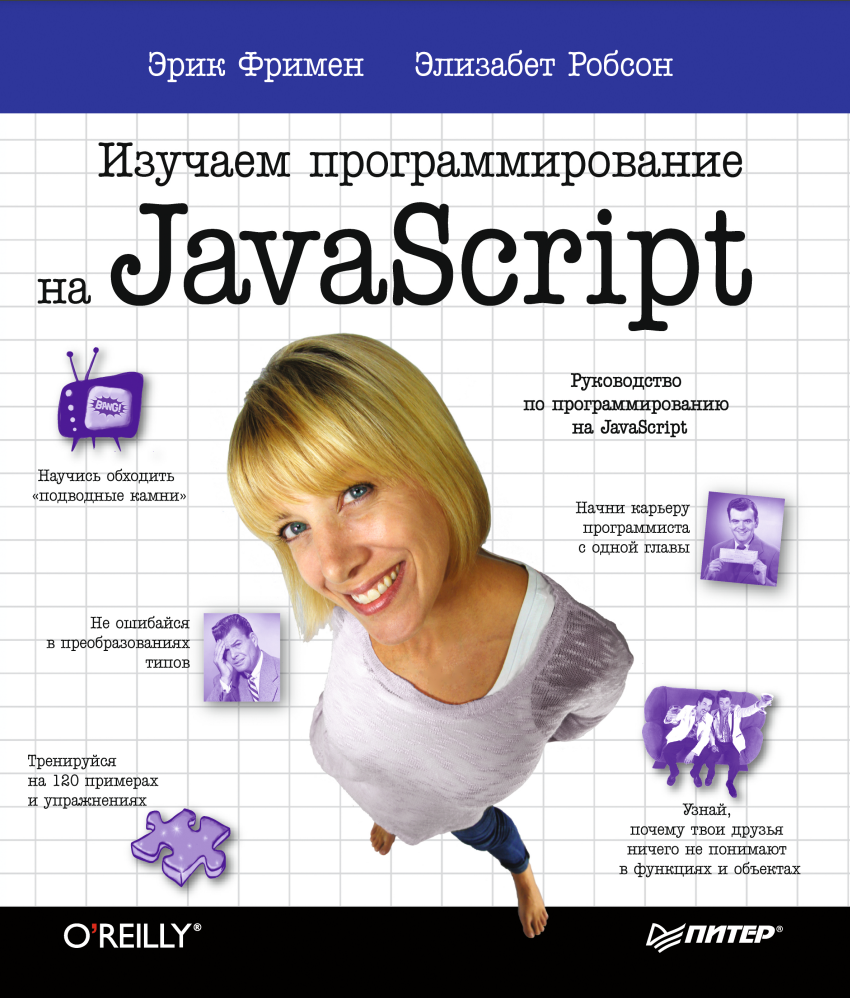 Эрик Фримен Элизабет Робсон
Изучаем программирование
на JavaScript
Руководство
по программированию
на JavaScript
BANG!
Научись обходить
«подводные камни»
Начни карьеру
программиста
с одной главы
Не ошибайся
в преобразованиях
типов
Тренируйся
на 120 примерах
и упражнениях
Узнай,
почему твои друзья
ничего не понимают
в функциях и объектах
O'REILLY®
ПИТЕР®